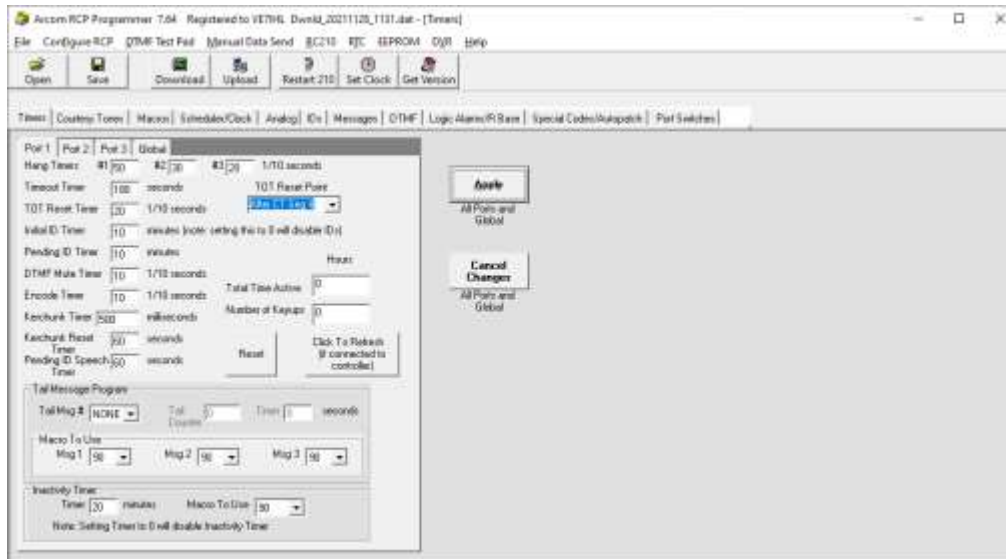 Arcom RCP Programmer 7.64 Registered to VE7IHL Dwnld_20211128_1131.dat - [Timers]
File Configure RCP DTMF Test Pad Manual Data Send RC210 RTC EEPROM DVR Help
Open Save Download Upload Restart 210 Set Clock Get Version
Timers Courtesy Tones Macros Scheduler/Clock Analog IDs Messages DTMF Logic Alarms/R Base Special Codes/Autopatch Port Switches
Port 1 Port 2 Port 3 Global
Hang Times #1 50 #2 30 #3 20 1/10 seconds
Timeout Timer 180 seconds TOT Reset Point
TOT Reset Timer 20 1/10 seconds After CT Seg
Initial ID Timer 10 minutes (note: setting this to 0 will disable IDs)
Pending ID Timer 10 minutes
Hours
DTMF Mute Timer 10 1/10 seconds
Total Time Active 0
Encode Timer 10 1/10 seconds
Number of Keyups 0
Kerchunk Timer 500 milliseconds
Kerchunk Reset Timer 60 seconds
Pending ID Speech Timer 60 seconds
Reset
Click To Refresh (if connected to controller)
Tail Message Program
Tail Msg # NONE Tail Counter 0 Timer seconds
Macro To Use
Msg 1 90 Msg 2 90 Msg 3 90
Inactivity Timer
Timer 20 minutes Macro To Use 90
Note: Setting Timer to 0 will disable Inactivity Timer
Apply
All Ports and
Global
Cancel
Changes
All Ports and
Global